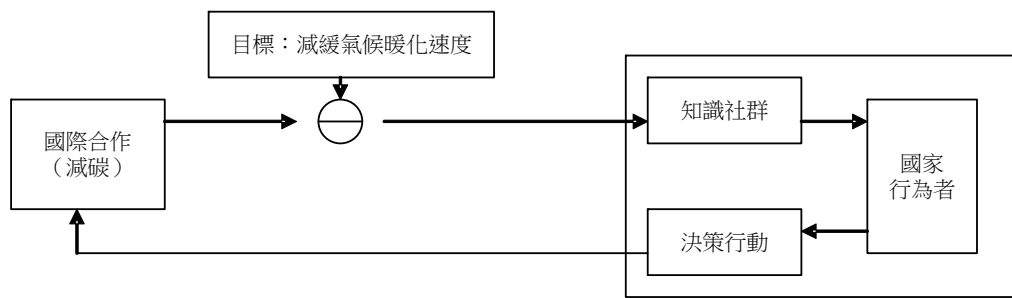 目標：減緩氣候暖化速度
國際合作
（減碳）
知識社群
國家
行為者
決策行動